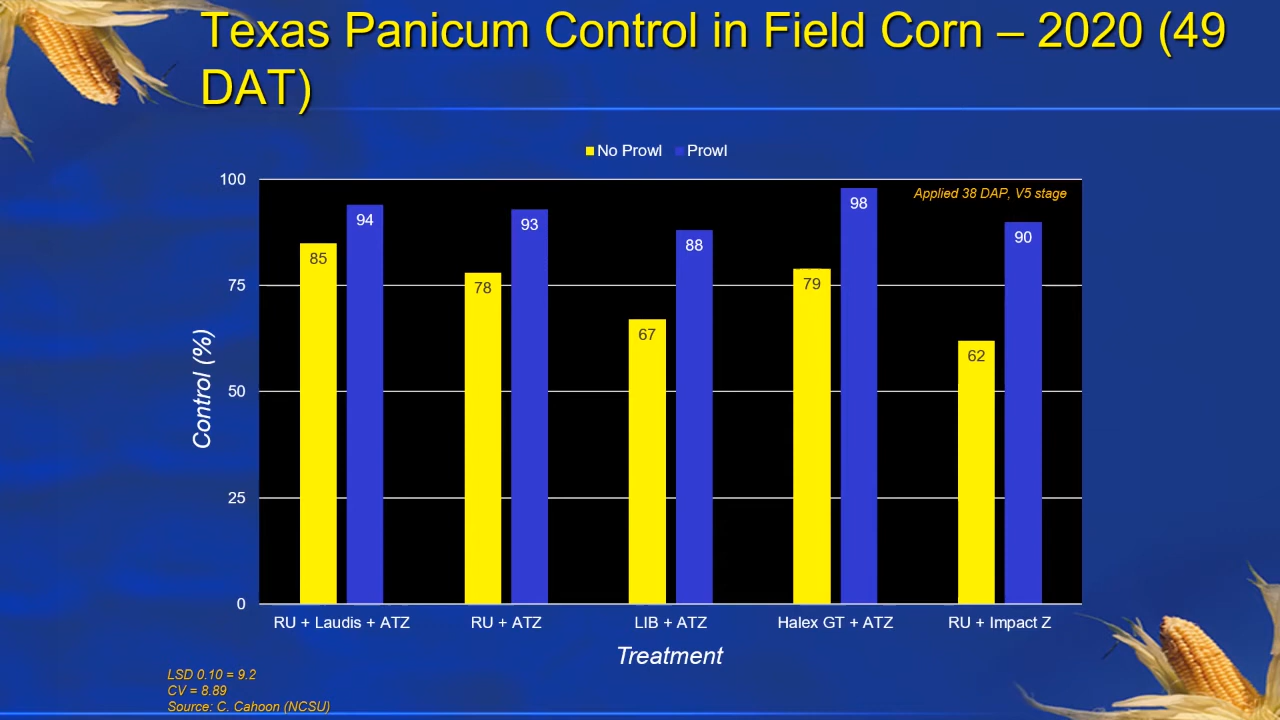 Texas Panicum Control in Field Corn – 2020 (49
DAT)
No Prowl Prowl
Applied 38 DAP, V5 stage
Control (%)
100
75
50
25
0
85
94
78
93
67
88
79
98
62
90
RU + Laudis + ATZ
RU + ATZ
LIB + ATZ
Halex GT + ATZ
RU + Impact Z
Treatment
LSD 0.10 = 9.2
CV = 8.89
Source: C. Cahoon (NCSU)